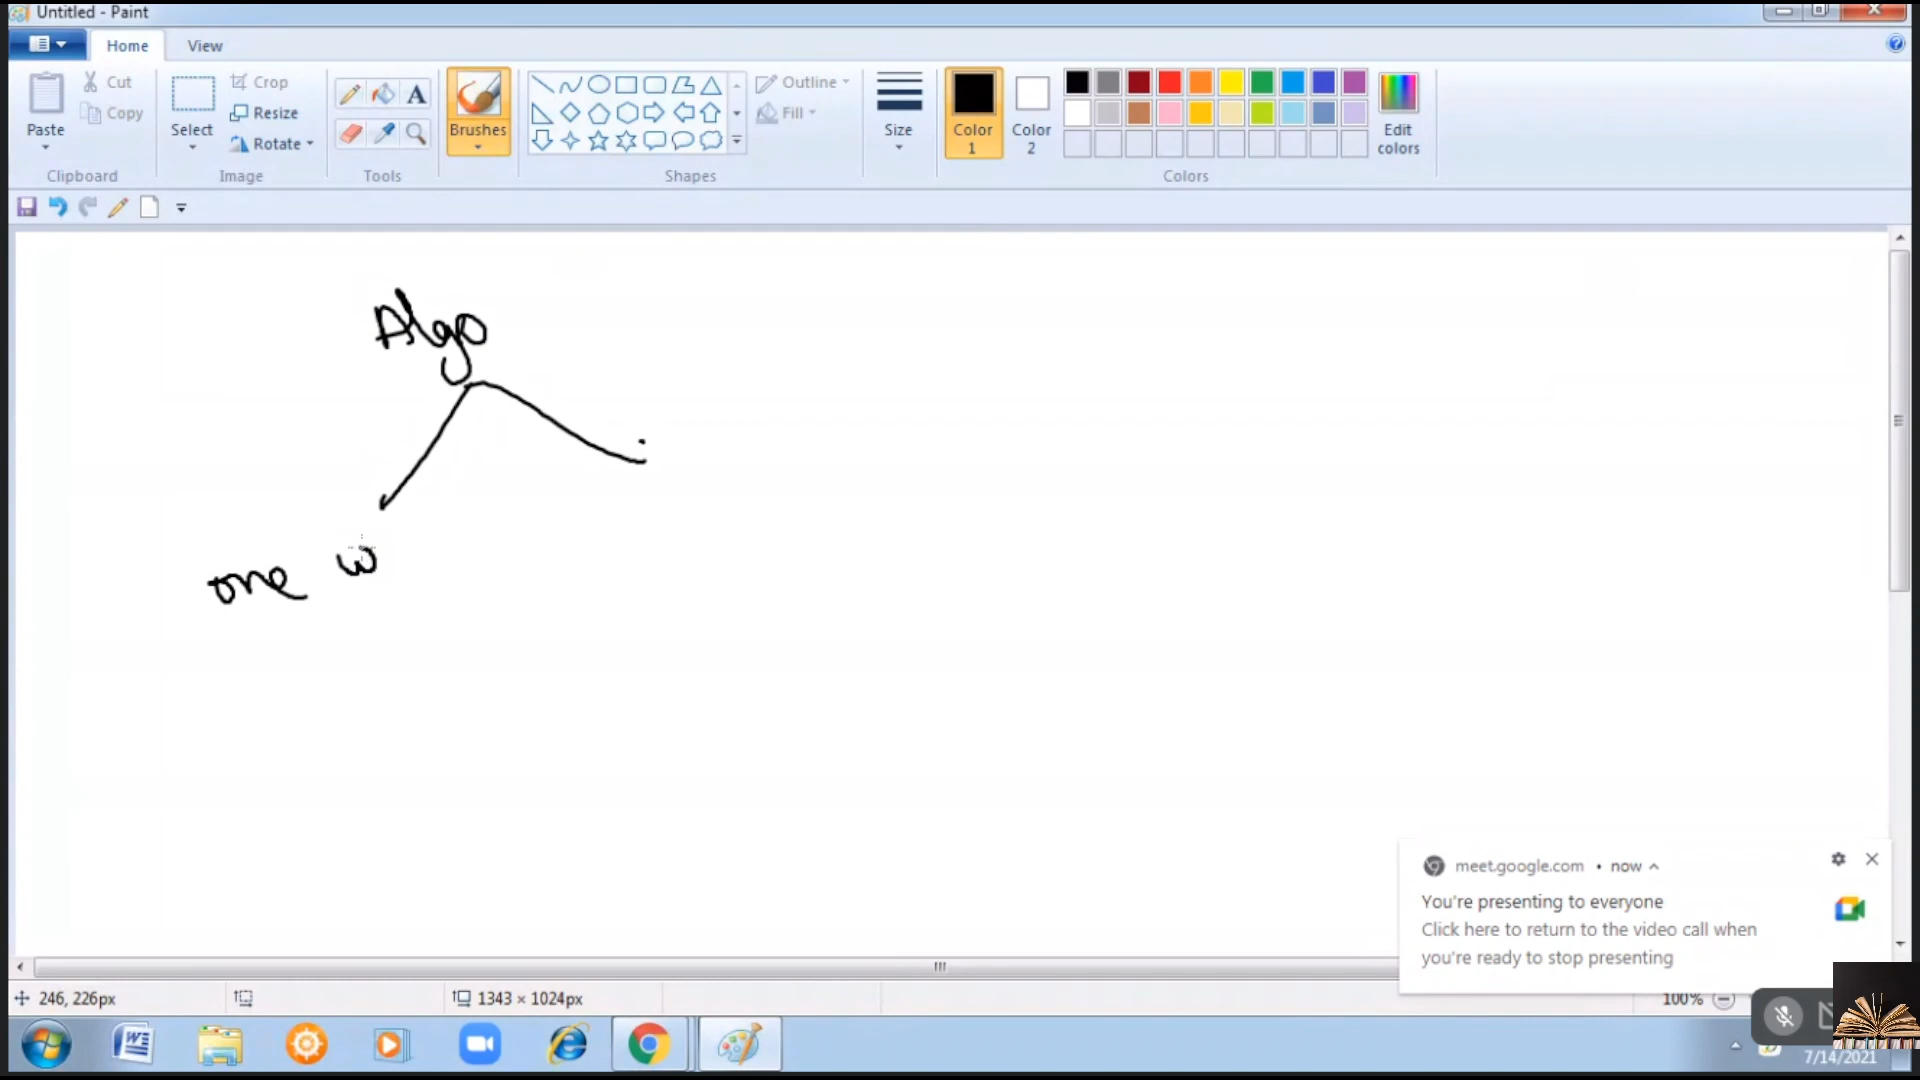 Untitled - Paint
Home View
Cut
Copy
Paste
Clipboard
Select
Crop
Resize
Rotate
Image
Tools
Brushes
Shapes
Outline
Fill
Size
Color 1
Color 2
Edit colors
Colors
Algo
one w
meet.google.com • now
You're presenting to everyone
Click here to return to the video call when
you're ready to stop presenting
246, 226px
1343 × 1024px
100%
7/14/2021